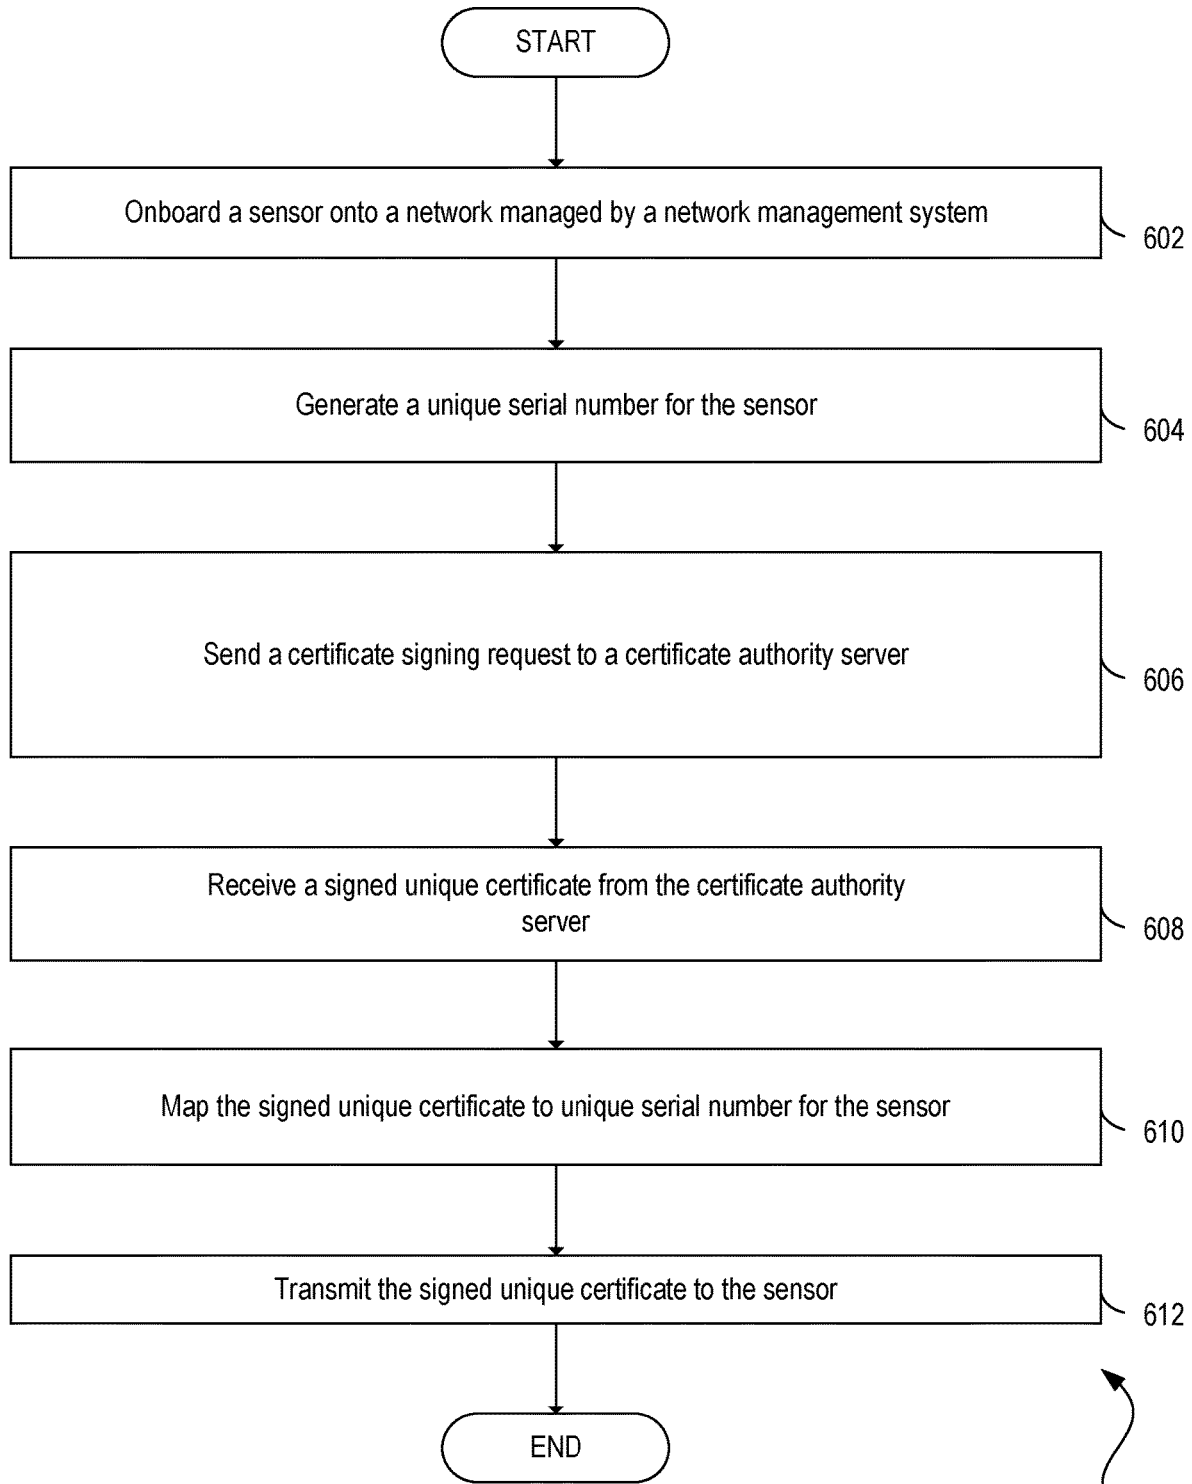 START
Onboard a sensor onto a network managed by a network management system
602
Generate a unique serial number for the sensor
604
Send a certificate signing request to a certificate authority server
606
Receive a signed unique certificate from the certificate authority
server
608
Map the signed unique certificate to unique serial number for the sensor
610
Transmit the signed unique certificate to the sensor
612
END